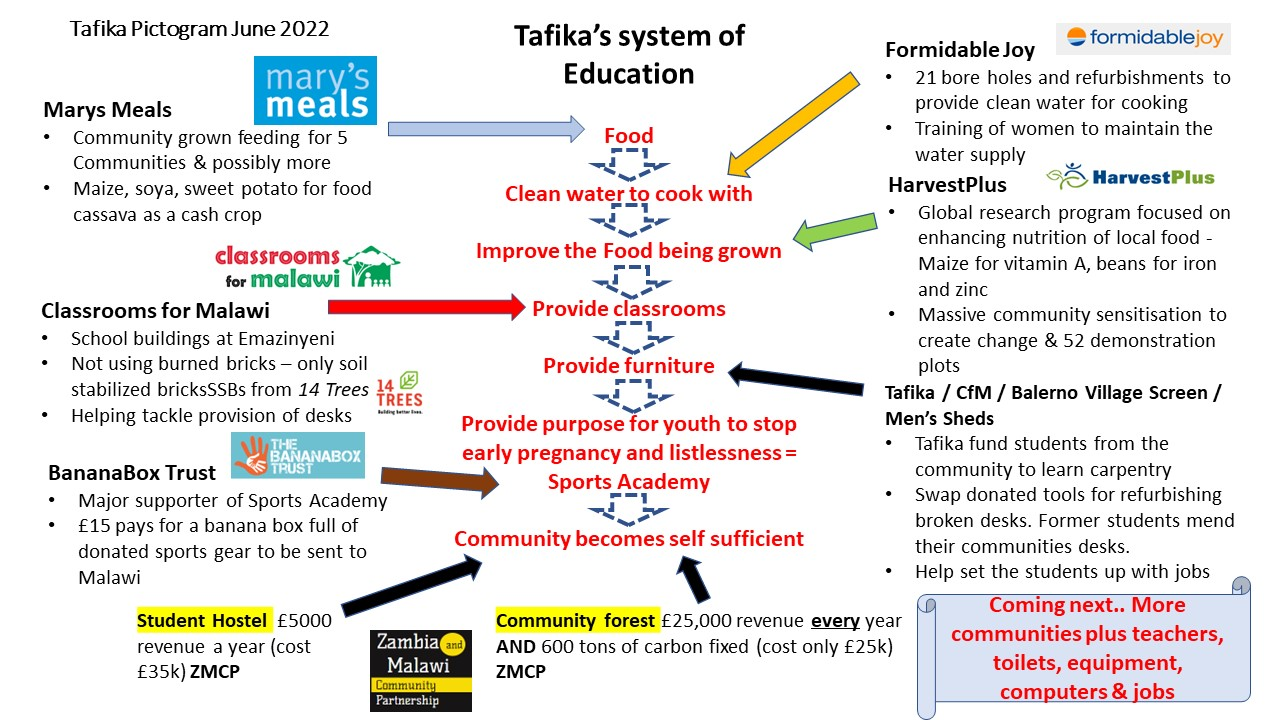 Tafika Pictogram June 2022
Tafika’s system of
Education
mary's
meals
Marys Meals
• Community grown feeding for 5
Communities & possibly more
• Maize, soya, sweet potato for food
cassava as a cash crop
classrooms
for malawi
Classrooms for Malawi
• School buildings at Emazinyeni
• Not using burned bricks – only soil
stabilized bricksSSBs from 14 Trees
• Helping tackle provision of desks
14
TREES
Building better lives.
THE
BANANABOX
TRUST
BananaBox Trust
• Major supporter of Sports Academy
• £15 pays for a banana box full of
donated sports gear to be sent to
Malawi
Student Hostel £5000
revenue a year (cost
£35k) ZMCP
Zambia and
Malawi
Community
Partnership
Food
Clean water to cook with
Improve the Food being grown
Provide classrooms
Provide furniture
Provide purpose for youth to stop
early pregnancy and listlessness =
Sports Academy
Community becomes self sufficient
Community forest £25,000 revenue every year
AND 600 tons of carbon fixed (cost only £25k)
ZMCP
formidablejoy
Formidable Joy
• 21 bore holes and refurbishments to
provide clean water for cooking
• Training of women to maintain the
water supply
HarvestPlus
HarvestPlus
• Global research program focused on
enhancing nutrition of local food -
Maize for vitamin A, beans for iron
and zinc
• Massive community sensitisation to
create change & 52 demonstration
plots
Tafika / CfM / Balerno Village Screen /
Men’s Sheds
• Tafika fund students from the
community to learn carpentry
• Swap donated tools for refurbishing
broken desks. Former students mend
their communities desks.
• Help set the students up with jobs
Coming next.. More
communities plus teachers,
toilets, equipment,
computers & jobs